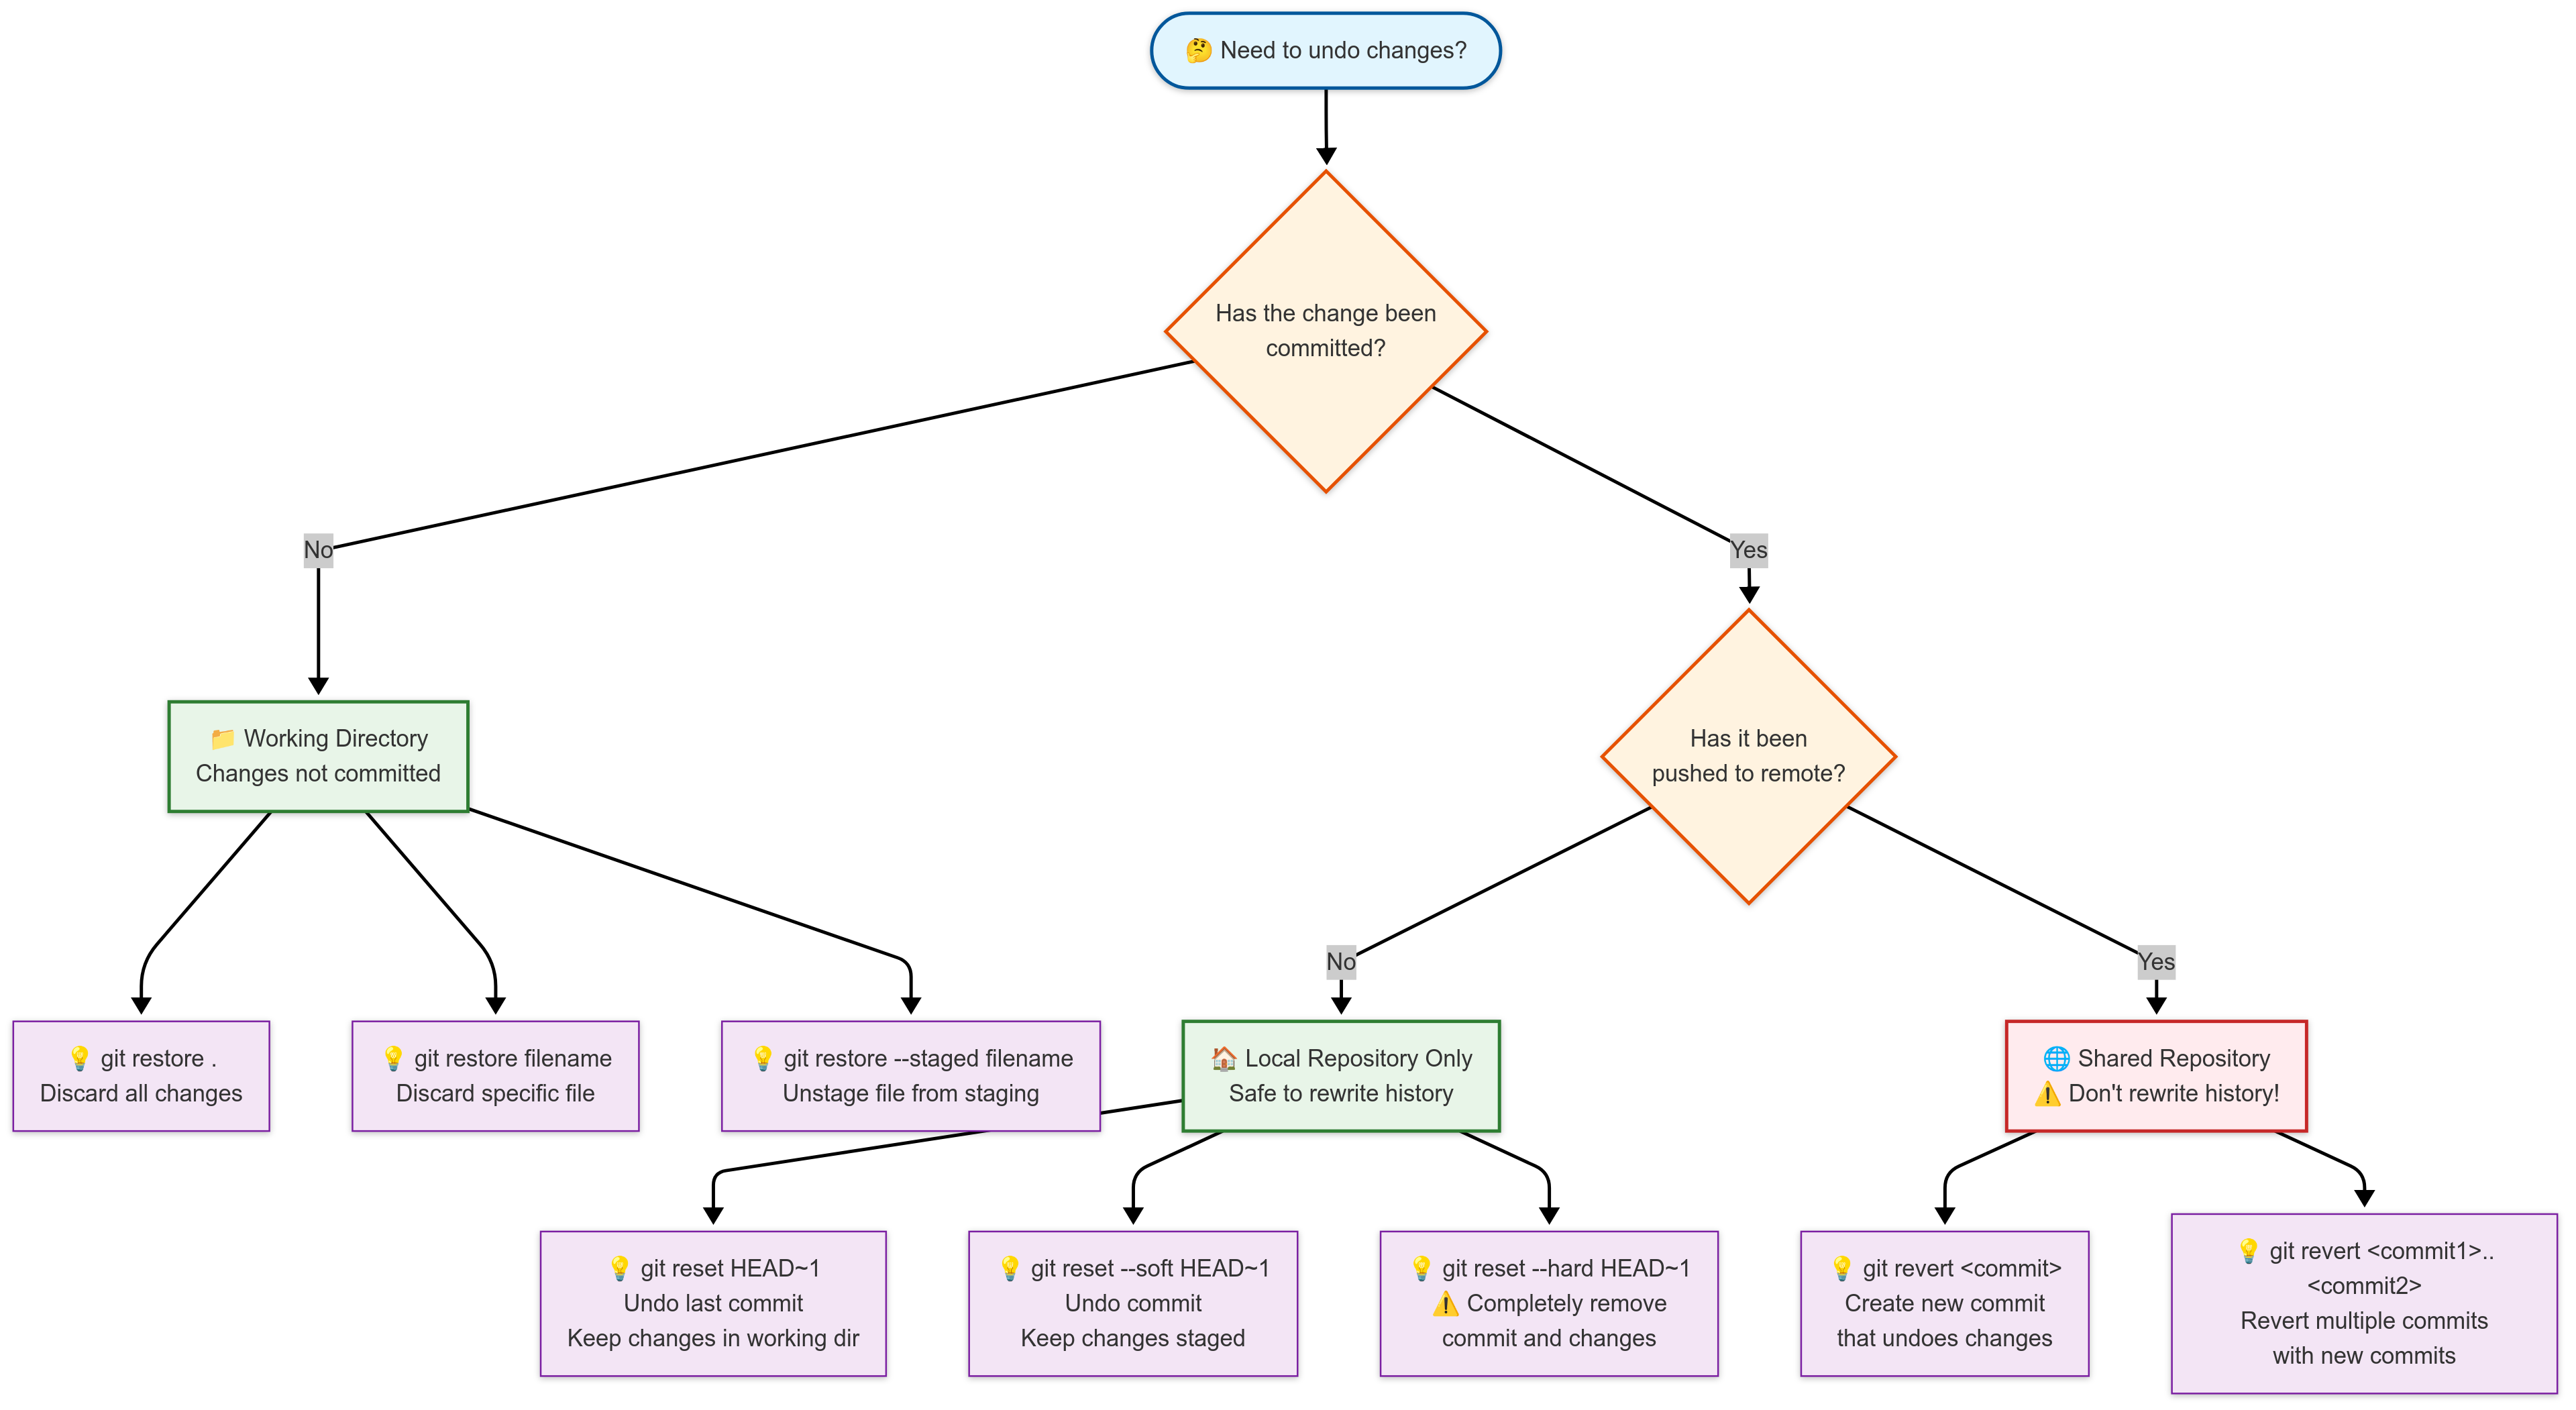 🤔 Need to undo changes?
Has the change been
committed?
No
Yes
📁 Working Directory
Changes not committed
Has it been
pushed to remote?
No
Yes
💡 git restore .
Discard all changes
💡 git restore filename
Discard specific file
💡 git restore --staged filename
Unstage file from staging
🏠 Local Repository Only
Safe to rewrite history
🌐 Shared Repository
⚠️ Don't rewrite history!
💡 git reset HEAD~1
Undo last commit
Keep changes in working dir
💡 git reset --soft HEAD~1
Undo commit
Keep changes staged
💡 git reset --hard HEAD~1
⚠️ Completely remove
commit and changes
💡 git revert <commit>
Create new commit
that undoes changes
💡 git revert <commit1>..
<commit2>
Revert multiple commits
with new commits